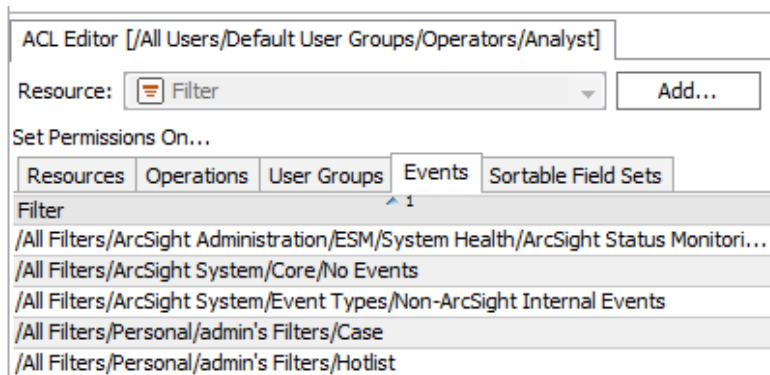 ACL Editor [/All Users/Default User Groups/Operators/Analyst]
Resource: Filter Add...
Set Permissions On...
Resources Operations User Groups Events Sortable Field Sets
Filter 1
/All Filters/ArcSight Administration/ESM/System Health/ArcSight Status Monitori...
/All Filters/ArcSight System/Core/No Events
/All Filters/ArcSight System/Event Types/Non-ArcSight Internal Events
/All Filters/Personal/admin's Filters/Case
/All Filters/Personal/admin's Filters/Hotlist